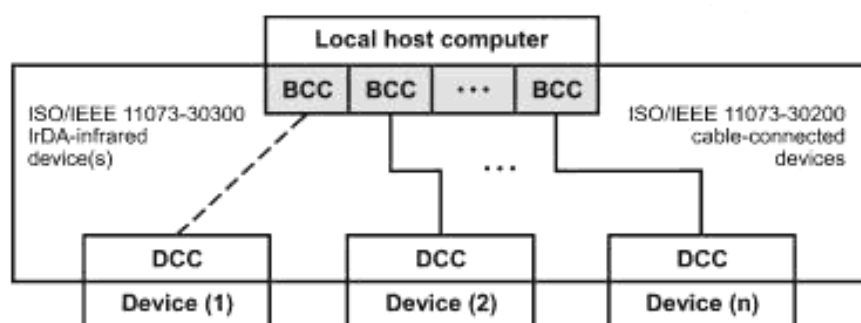 Local host computer
BCC BCC ... BCC
ISO/IEEE 11073-30300
IrDA-infrared
device(s)
ISO/IEEE 11073-30200
cable-connected
devices
...
DCC DCC DCC
Device (1) Device (2) Device (n)